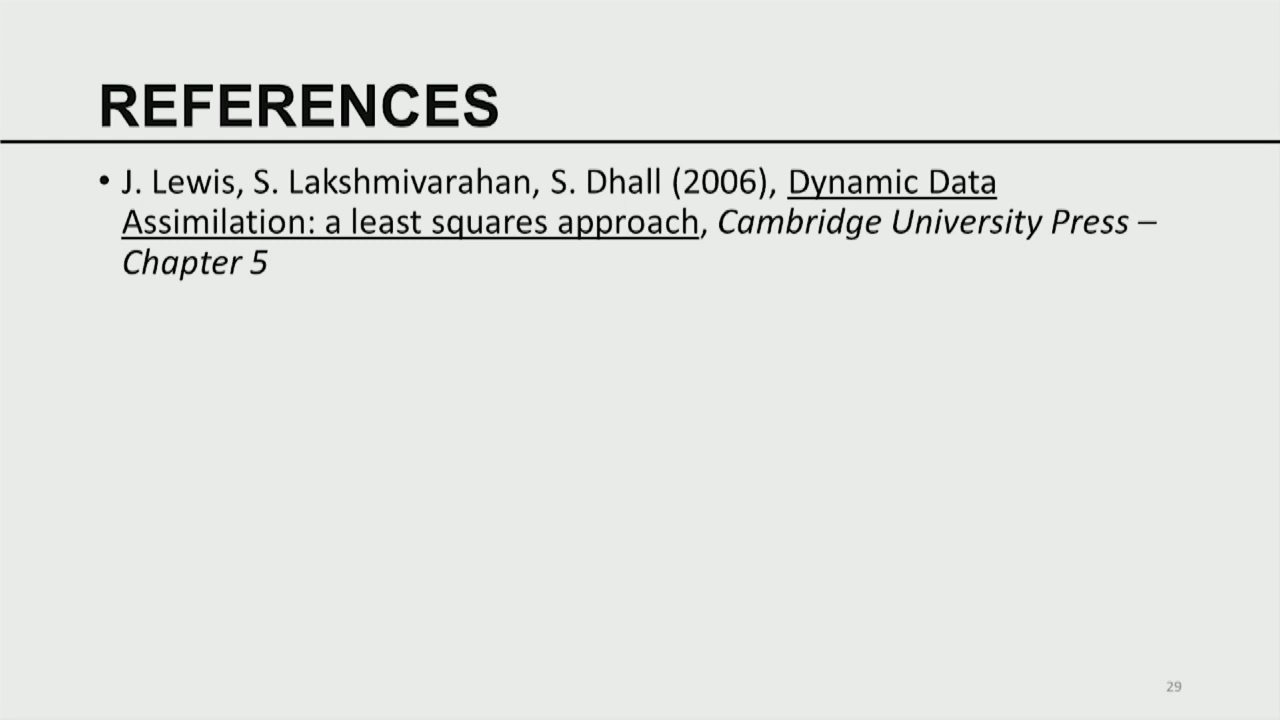 REFERENCES
• J. Lewis, S. Lakshmivarahan, S. Dhall (2006), Dynamic Data
Assimilation: a least squares approach, Cambridge University Press –
Chapter 5
29